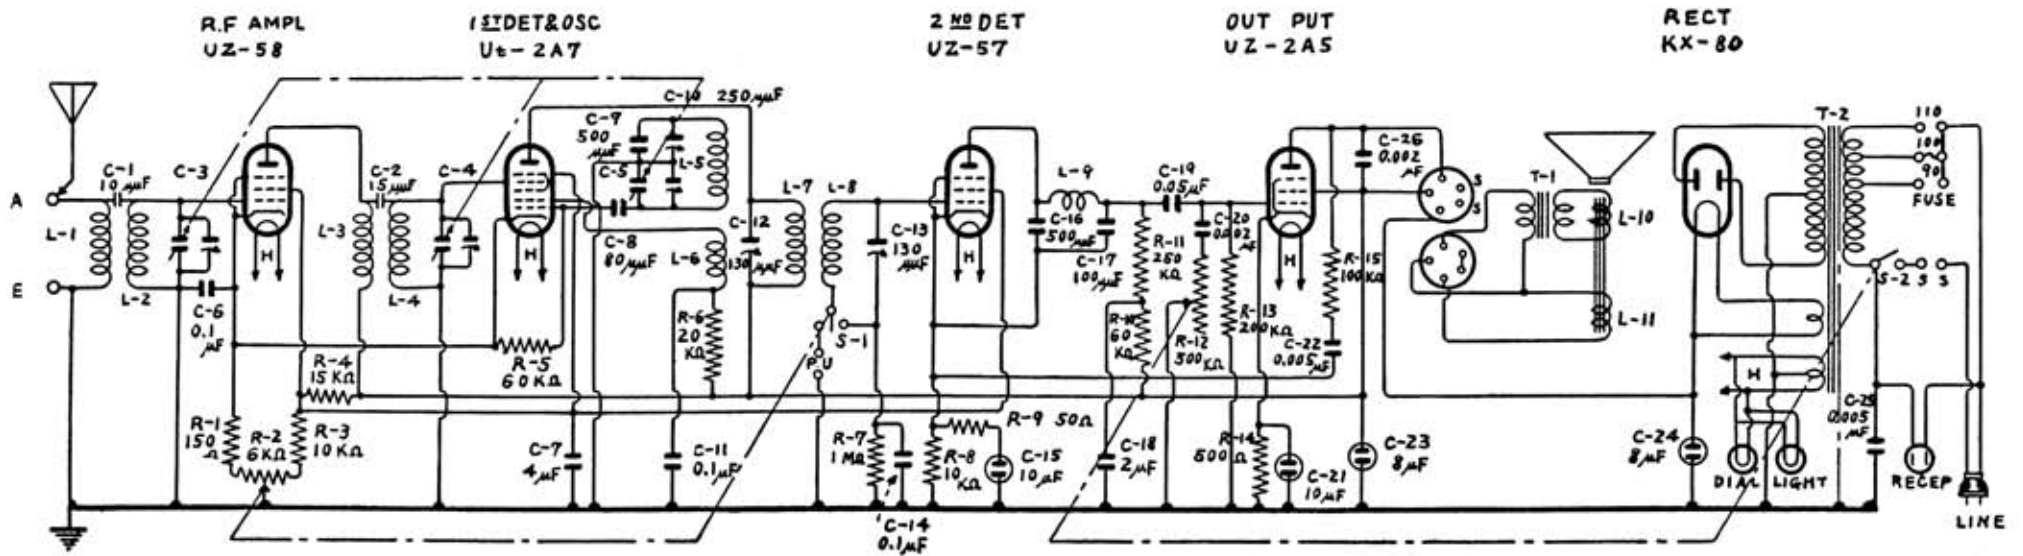 R.F AMPL
UZ-58
1ST DET & OSC
Ut-2A7
2ND DET
UZ-57
OUT PUT
UZ-2A5
RECT
KX-80
A
E
L-1
C-1
10μμF
L-2
C-3
C-6
0.1
μF
H
R-1
150
Ω
R-2
6KΩ
R-3
10KΩ
R-4
15KΩ
L-3
C-2
15μμF
L-4
C-4
H
R-5
60KΩ
C-7
4μF
C-9
500
μμF
C-10 250μμF
C-5
L-5
C-8
80μμF
L-6
R-6
20
KΩ
C-11
0.1μF
C-12
130μμF
L-7
L-8
S-1
PU
C-13
130
μμF
R-7
1MΩ
C-14
0.1μF
H
R-8
10
KΩ
R-9 50Ω
C-15
10μF
L-9
C-16
500μμF
C-17
100μμF
R-11
250
KΩ
60
KΩ
C-18
2μF
C-19
0.05μF
C-20
0.002
μF
R-12
500KΩ
R-13
200KΩ
R-14
500
Ω
H
C-21
10μF
R-15
100KΩ
C-22
0.005μF
C-26
0.002
μF
C-23
8μF
S
S
T-1
L-10
L-11
C-24
8μF
T-2
110
100
90
FUSE
S-2
S
S
H
DIAL LIGHT
C-25
0.005
μF
RECEP
LINE